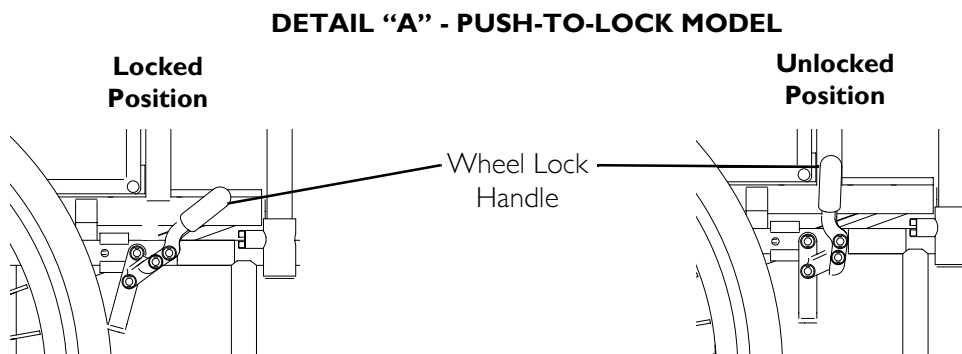 DETAIL “A” - PUSH-TO-LOCK MODEL
Locked
Position
Unlocked
Position
Wheel Lock
Handle